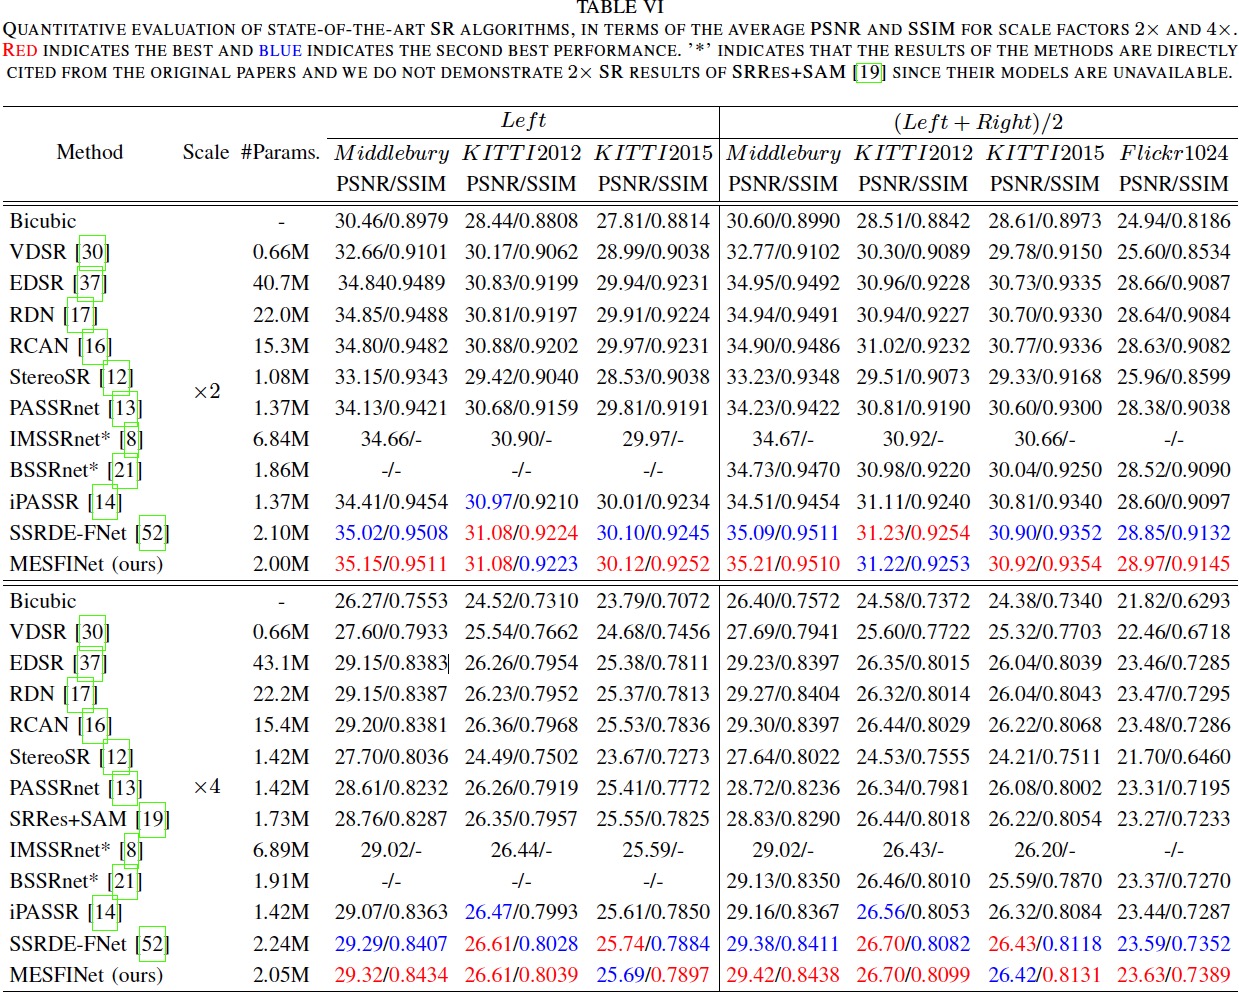 TABLE VI
QUANTITATIVE EVALUATION OF STATE-OF-THE-ART SR ALGORITHMS, IN TERMS OF THE AVERAGE PSNR AND SSIM FOR SCALE FACTORS 2× AND 4×.
RED INDICATES THE BEST AND BLUE INDICATES THE SECOND BEST PERFORMANCE. '*' INDICATES THAT THE RESULTS OF THE METHODS ARE DIRECTLY
CITED FROM THE ORIGINAL PAPERS AND WE DO NOT DEMONSTRATE 2× SR RESULTS OF SRRES+SAM [19] SINCE THEIR MODELS ARE UNAVAILABLE.
Left (Left + Right)/2
Method Scale #Params. Middlebury KITTI2012 KITTI2015 Middlebury KITTI2012 KITTI2015 Flickr1024
PSNR/SSIM PSNR/SSIM PSNR/SSIM PSNR/SSIM PSNR/SSIM PSNR/SSIM PSNR/SSIM
Bicubic - 30.46/0.8979 28.44/0.8808 27.81/0.8814 30.60/0.8990 28.51/0.8842 28.61/0.8973 24.94/0.8186
VDSR [30] 0.66M 32.66/0.9101 30.17/0.9062 28.99/0.9038 32.77/0.9102 30.30/0.9089 29.78/0.9150 25.60/0.8534
EDSR [37] 40.7M 34.840.9489 30.83/0.9199 29.94/0.9231 34.95/0.9492 30.96/0.9228 30.73/0.9335 28.66/0.9087
RDN [17] 22.0M 34.85/0.9488 30.81/0.9197 29.91/0.9224 34.94/0.9491 30.94/0.9227 30.70/0.9330 28.64/0.9084
RCAN [16] 15.3M 34.80/0.9482 30.88/0.9202 29.97/0.9231 34.90/0.9486 31.02/0.9232 30.77/0.9336 28.63/0.9082
StereoSR [12] 1.08M 33.15/0.9343 29.42/0.9040 28.53/0.9038 33.23/0.9348 29.51/0.9073 29.33/0.9168 25.96/0.8599
×2
PASSRnet [13] 1.37M 34.13/0.9421 30.68/0.9159 29.81/0.9191 34.23/0.9422 30.81/0.9190 30.60/0.9300 28.38/0.9038
IMSSRnet* [8] 6.84M 34.66/- 30.90/- 29.97/- 34.67/- 30.92/- 30.66/- -/-
BSSRnet* [21] 1.86M -/- -/- -/- 34.73/0.9470 30.98/0.9220 30.04/0.9250 28.52/0.9090
iPASSR [14] 1.37M 34.41/0.9454 30.97/0.9210 30.01/0.9234 34.51/0.9454 31.11/0.9240 30.81/0.9340 28.60/0.9097
SSRDE-FNet [52] 2.10M 35.02/0.9508 31.08/0.9224 30.10/0.9245 35.09/0.9511 31.23/0.9254 30.90/0.9352 28.85/0.9132
MESFINet (ours) 2.00M 35.15/0.9511 31.08/0.9223 30.12/0.9252 35.21/0.9510 31.22/0.9253 30.92/0.9354 28.97/0.9145
Bicubic - 26.27/0.7553 24.52/0.7310 23.79/0.7072 26.40/0.7572 24.58/0.7372 24.38/0.7340 21.82/0.6293
VDSR [30] 0.66M 27.60/0.7933 25.54/0.7662 24.68/0.7456 27.69/0.7941 25.60/0.7722 25.32/0.7703 22.46/0.6718
EDSR [37] 43.1M 29.15/0.8383 26.26/0.7954 25.38/0.7811 29.23/0.8397 26.35/0.8015 26.04/0.8039 23.46/0.7285
RDN [17] 22.2M 29.15/0.8387 26.23/0.7952 25.37/0.7813 29.27/0.8404 26.32/0.8014 26.04/0.8043 23.47/0.7295
RCAN [16] 15.4M 29.20/0.8381 26.36/0.7968 25.53/0.7836 29.30/0.8397 26.44/0.8029 26.22/0.8068 23.48/0.7286
StereoSR [12] 1.42M 27.70/0.8036 24.49/0.7502 23.67/0.7273 27.64/0.8022 24.53/0.7555 24.21/0.7511 21.70/0.6460
PASSRnet [13] ×4 1.42M 28.61/0.8232 26.26/0.7919 25.41/0.7772 28.72/0.8236 26.34/0.7981 26.08/0.8002 23.31/0.7195
SRRes+SAM [19] 1.73M 28.76/0.8287 26.35/0.7957 25.55/0.7825 28.83/0.8290 26.44/0.8018 26.22/0.8054 23.27/0.7233
IMSSRnet* [8] 6.89M 29.02/- 26.44/- 25.59/- 29.02/- 26.43/- 26.20/- -/-
BSSRnet* [21] 1.91M -/- -/- -/- 29.13/0.8350 26.46/0.8010 25.59/0.7870 23.37/0.7270
iPASSR [14] 1.42M 29.07/0.8363 26.47/0.7993 25.61/0.7850 29.16/0.8367 26.56/0.8053 26.32/0.8084 23.44/0.7287
SSRDE-FNet [52] 2.24M 29.29/0.8407 26.61/0.8028 25.74/0.7884 29.38/0.8411 26.70/0.8082 26.43/0.8118 23.59/0.7352
MESFINet (ours) 2.05M 29.32/0.8434 26.61/0.8039 25.69/0.7897 29.42/0.8438 26.70/0.8099 26.42/0.8131 23.63/0.7389